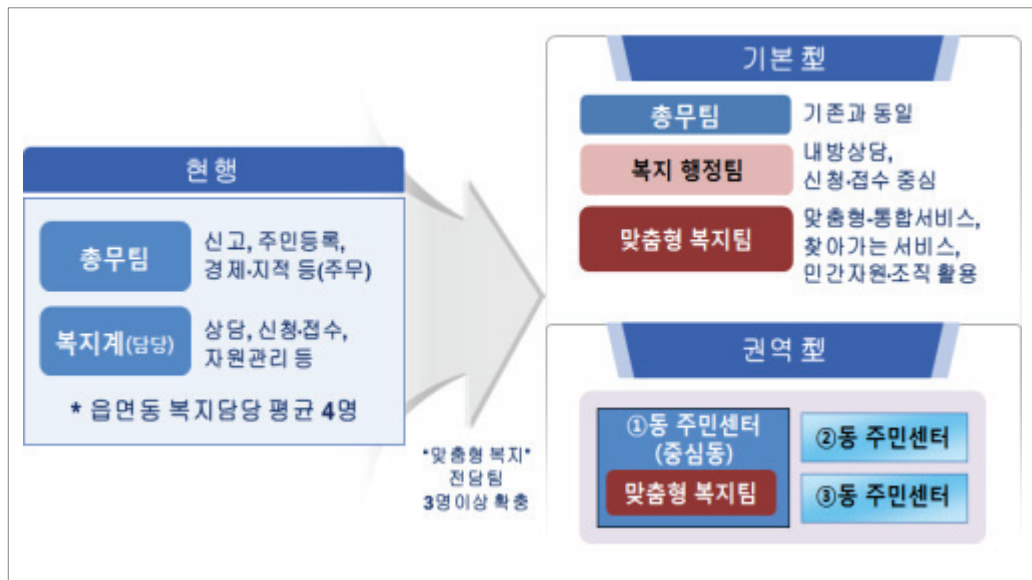 현행
총무팀
신고, 주민등록,
경제·지적 등(주무)
복지계(담당)
상담, 신청·접수,
자원관리 등
* 읍면동 복지담당 평균 4명
"맞춤형 복지"
전담팀
3명이상 확충
기본型
총무팀
기존과 동일
복지 행정팀
내방상담,
신청·접수 중심
맞춤형 복지팀
맞춤형·통합서비스,
찾아가는 서비스,
민간자원·조직 활용
권역型
①동 주민센터
(중심동)
맞춤형 복지팀
②동 주민센터
③동 주민센터